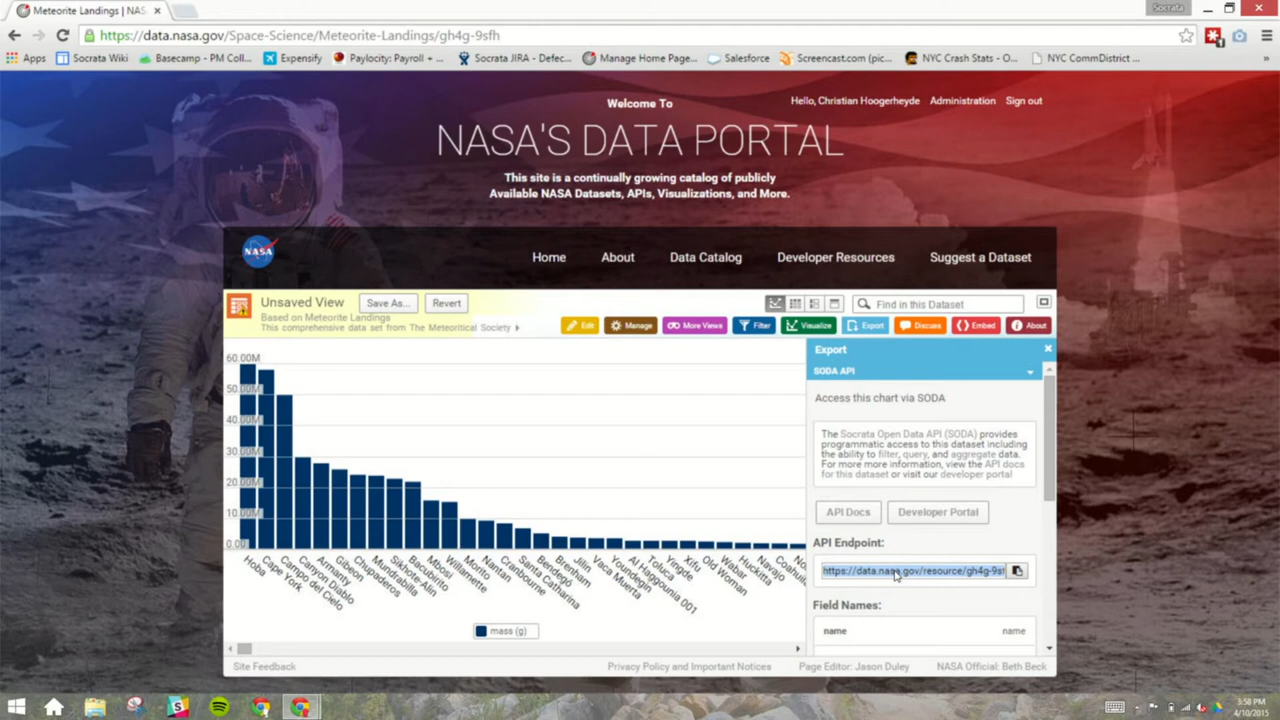 Meteorite Landings | NAS
Socrata
https://data.nasa.gov/Space-Science/Meteorite-Landings/gh4g-9sfh
Apps
Socrata Wiki
Basecamp - PM Coll...
Expensify
Paylocity: Payroll + ...
Socrata JIRA - Defec...
Manage Home Page...
Salesforce
Screencast.com (pic...
NYC Crash Stats - O...
NYC CommDistrict ...
Welcome To
Hello, Christian Hoogerheyde
Administration
Sign out
NASA'S DATA PORTAL
This site is a continually growing catalog of publicly
Available NASA Datasets, APIs, Visualizations, and More.
NASA
Home
About
Data Catalog
Developer Resources
Suggest a Dataset
Unsaved View
Save As...
Revert
Based on Meteorite Landings
This comprehensive data set from The Meteoritical Society
Find in this Dataset
Edit
Manage
More Views
Filter
Visualize
Export
Discuss
Embed
About
60.00M
50.00M
40.00M
30.00M
20.00M
10.00M
0.00
Hoba
Cape York
Campo del Cielo
Canyon Diablo
Armanty
Gibeon
Chupaderos
Mundrabilla
Sikhote-Alin
Bacubirito
Mbosi
Willamette
Morito
Nantan
Cranbourne
Santa Catharina
Bendegó
Brenham
Jilin
Vaca Muerta
Youndegin
Al Haggounia 001
Toluca
Yingde
Xifu
Old Woman
Wabar
Huckitta
Navajo
Coahuila
No
mass (g)
Export
SODA API
Access this chart via SODA
The Socrata Open Data API (SODA) provides
programmatic access to this dataset including
the ability to filter, query, and aggregate data.
For more more information, view the API docs
for this dataset or visit our developer portal
API Docs
Developer Portal
API Endpoint:
https://data.nasa.gov/resource/gh4g-9sf
Field Names:
name
name
Site Feedback
Privacy Policy and Important Notices
Page Editor: Jason Duley
NASA Official: Beth Beck
3:58 PM
4/10/2015